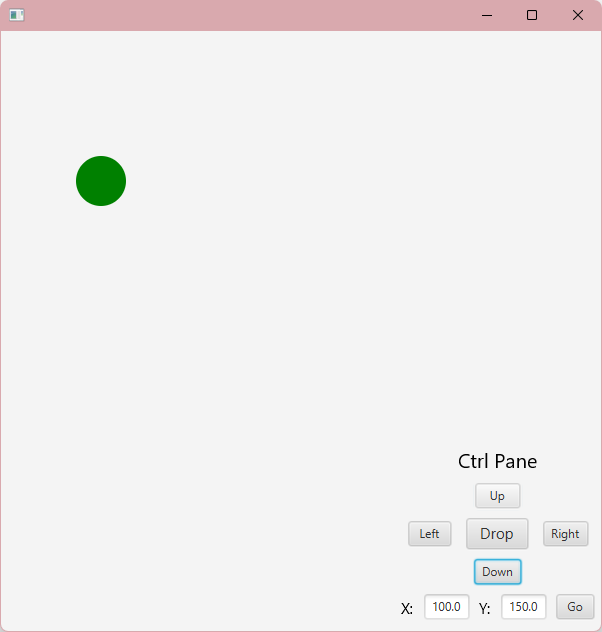 Ctrl Pane
Up
Left Drop Right
Down
X: 100.0 Y: 150.0 Go